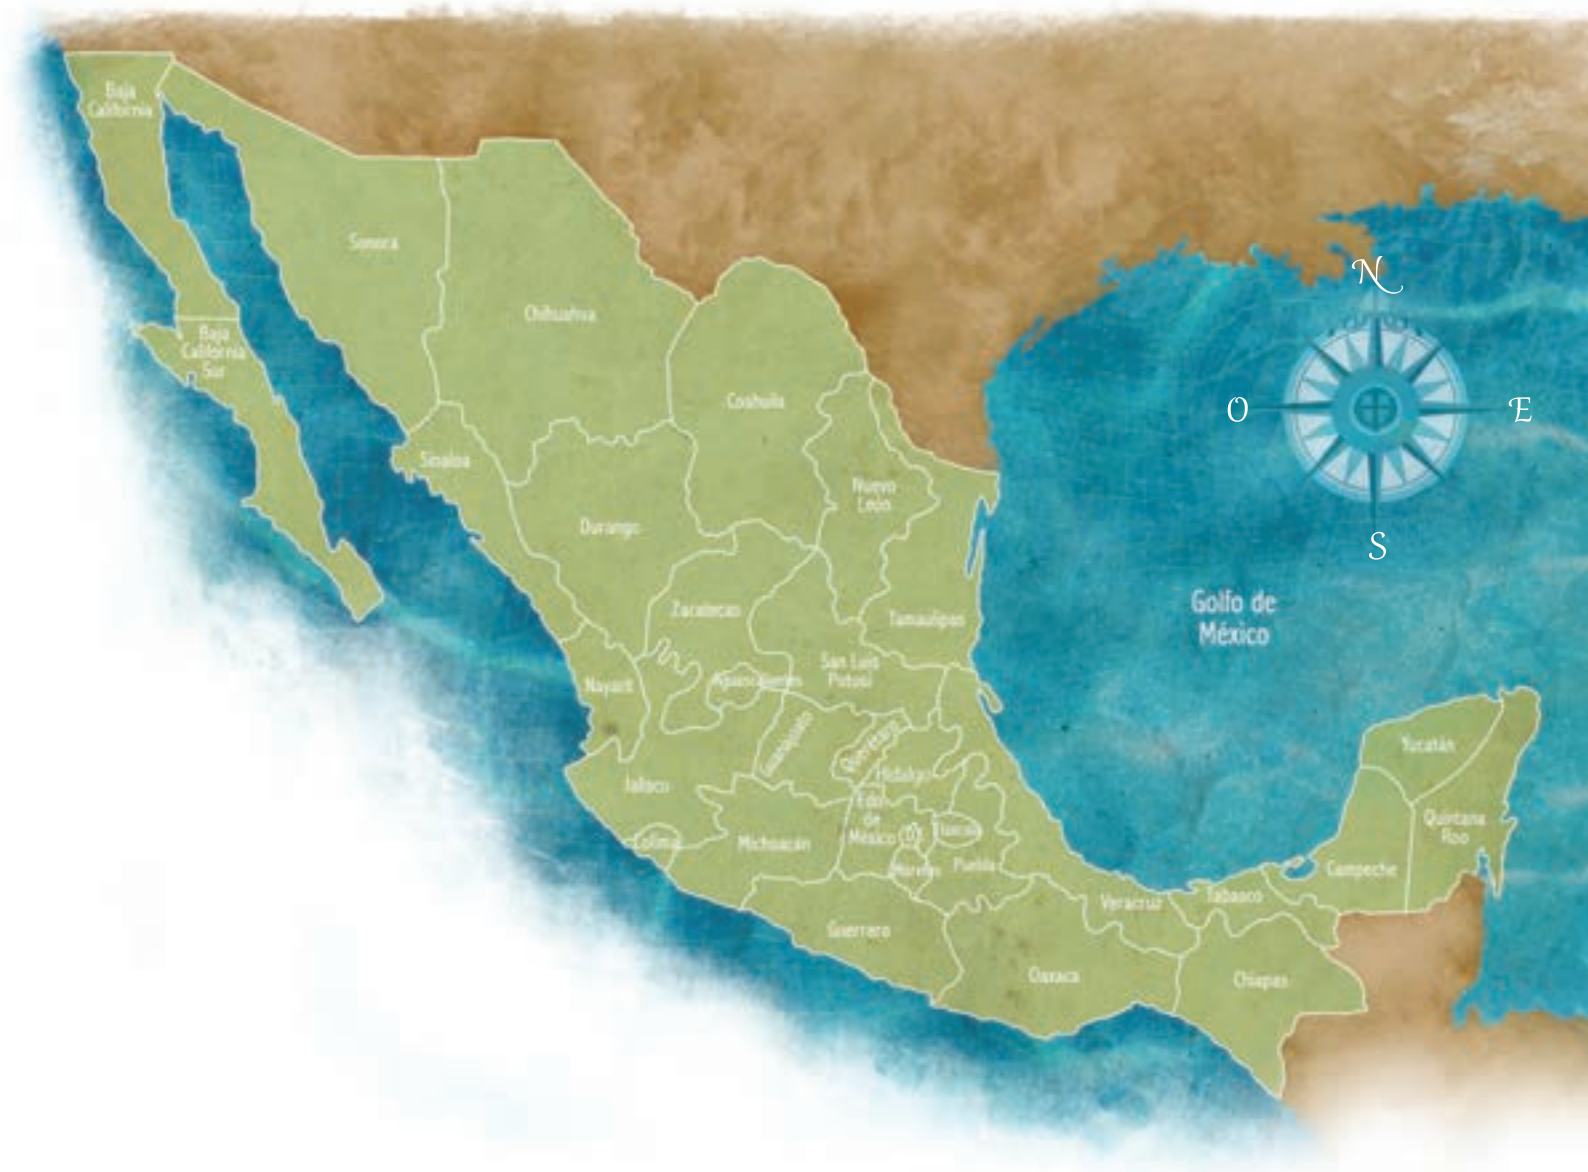 Baja
California
Sonora
Chihuahua
Baja
California
Sur
Coahuila
Sinaloa
Nuevo
León
Durango
Zacatecas
Tamaulipas
San Luis
Potosí
Nayarit
Aguascalientes
Guanajuato
Querétaro
Hidalgo
Jalisco
Edo.
de
México
D.F.
Tlaxcala
Colima
Michoacán
Morelos
Puebla
Guerrero
Veracruz
Tabasco
Oaxaca
Chiapas
Campeche
Yucatán
Quintana
Roo
Golfo de
México
N
O
E
S